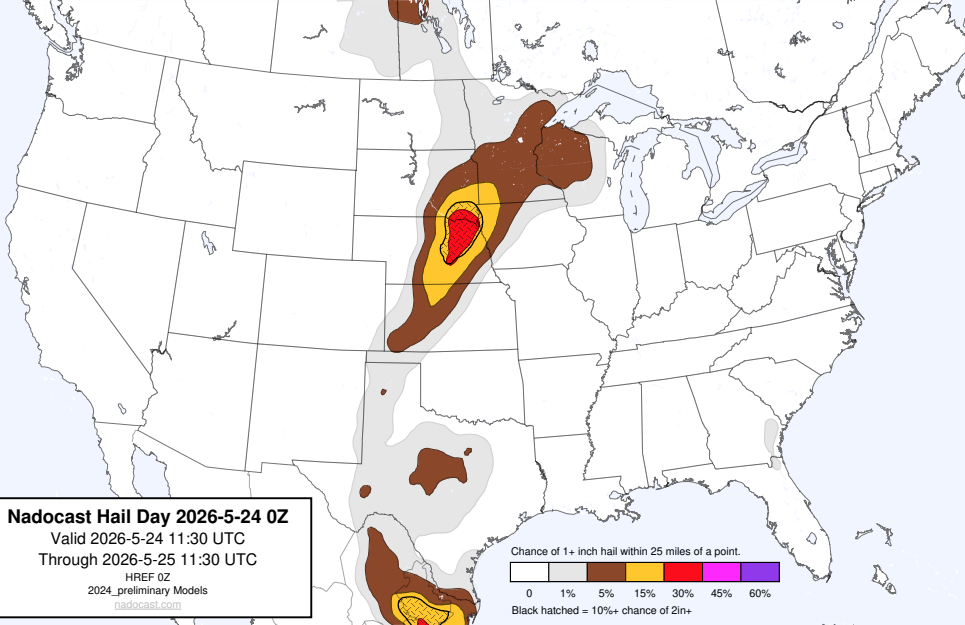 Nadocast Hail Day 2026-5-24 0Z
Valid 2026-5-24 11:30 UTC
Through 2026-5-25 11:30 UTC
HREF 0Z
2024_preliminary Models
nadocast.com
Chance of 1+ inch hail within 25 miles of a point.
0 1% 5% 15% 30% 45% 60%
Black hatched = 10%+ chance of 2in+